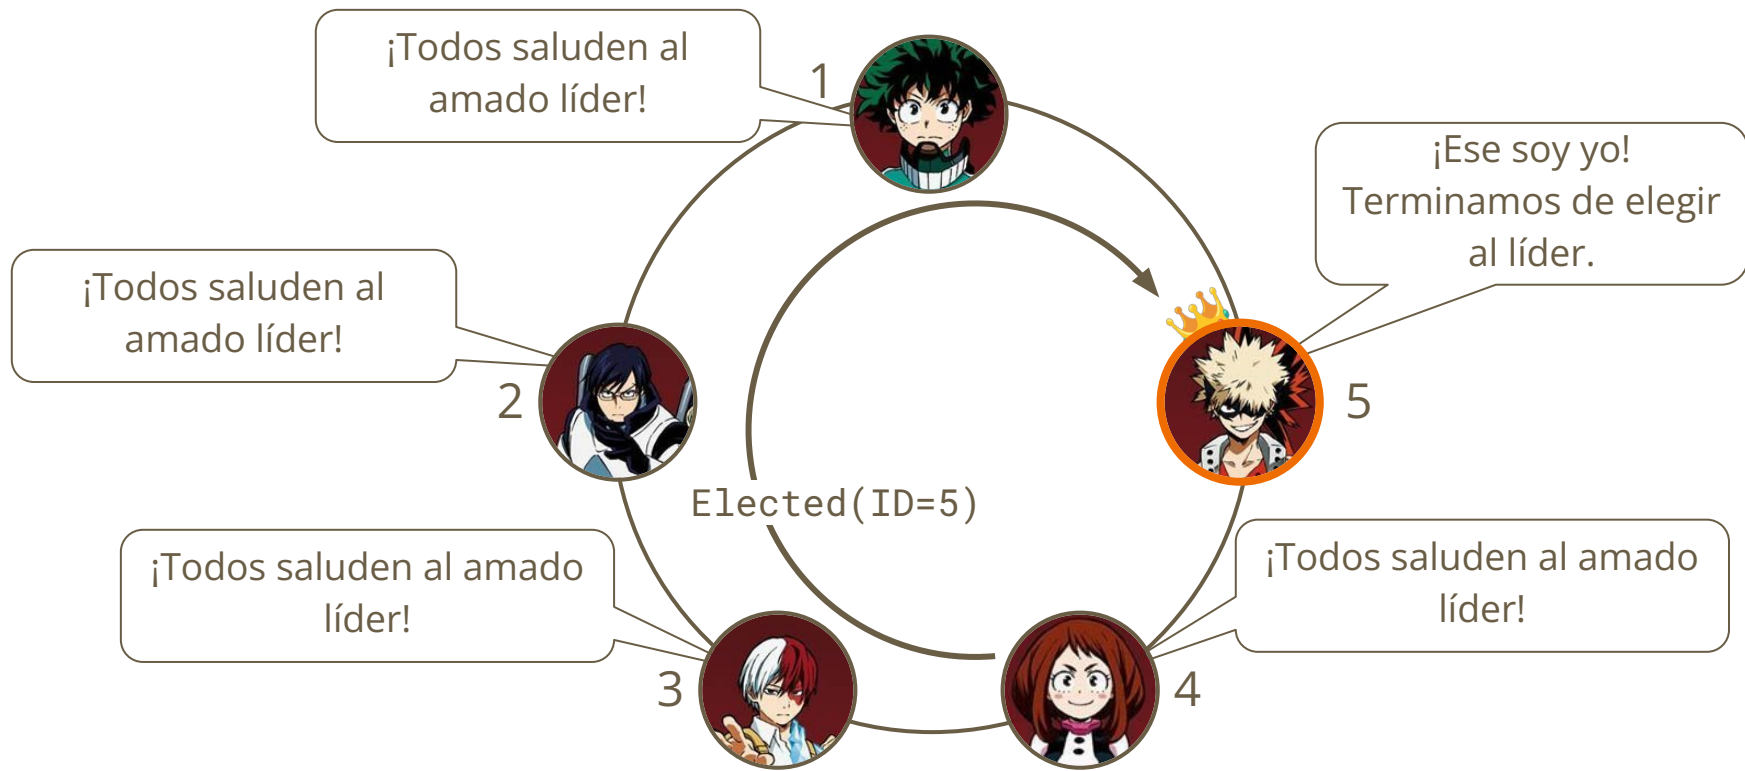 ¡Todos saluden al
amado líder!
1
¡Ese soy yo!
Terminamos de elegir
al líder.
¡Todos saluden al
amado líder!
2
5
Elected(ID=5)
¡Todos saluden al amado
líder!
3
¡Todos saluden al amado
líder!
4